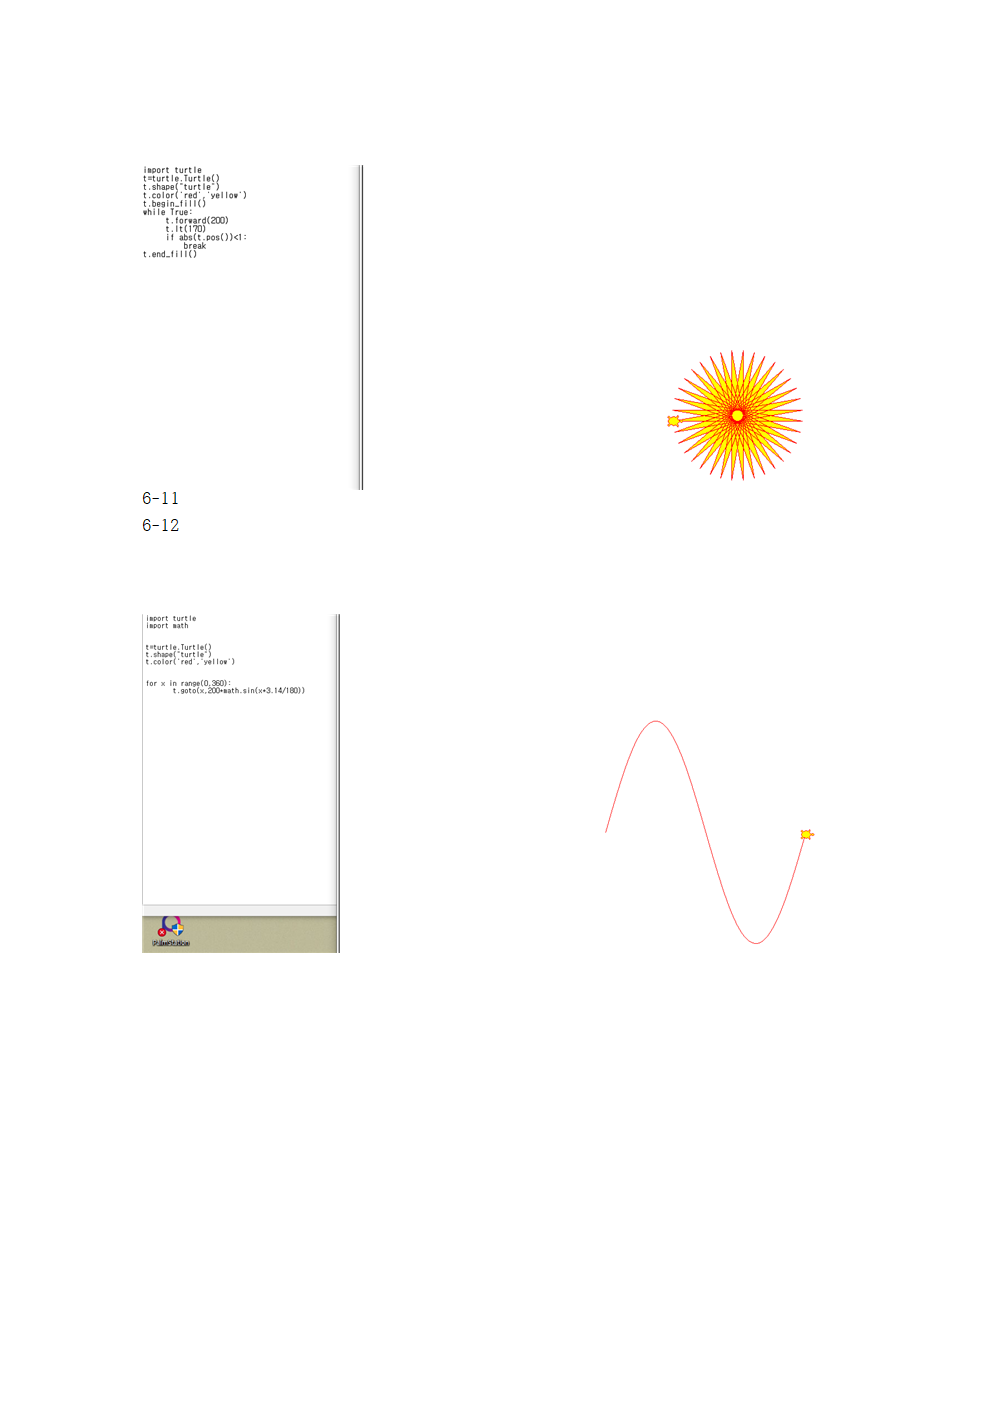 import turtle
t=turtle.Turtle()
t.shape("turtle")
t.color('red','yellow')
t.begin_fill()
while True:
    t.forward(200)
    t.lt(170)
    if abs(t.pos())<1:
        break
t.end_fill()
6-11
6-12
import turtle
import math
t=turtle.Turtle()
t.shape("turtle")
t.color('red','yellow')
for x in range(0,360):
    t.goto(x,200*math.sin(x*3.14/180))
PalmStation